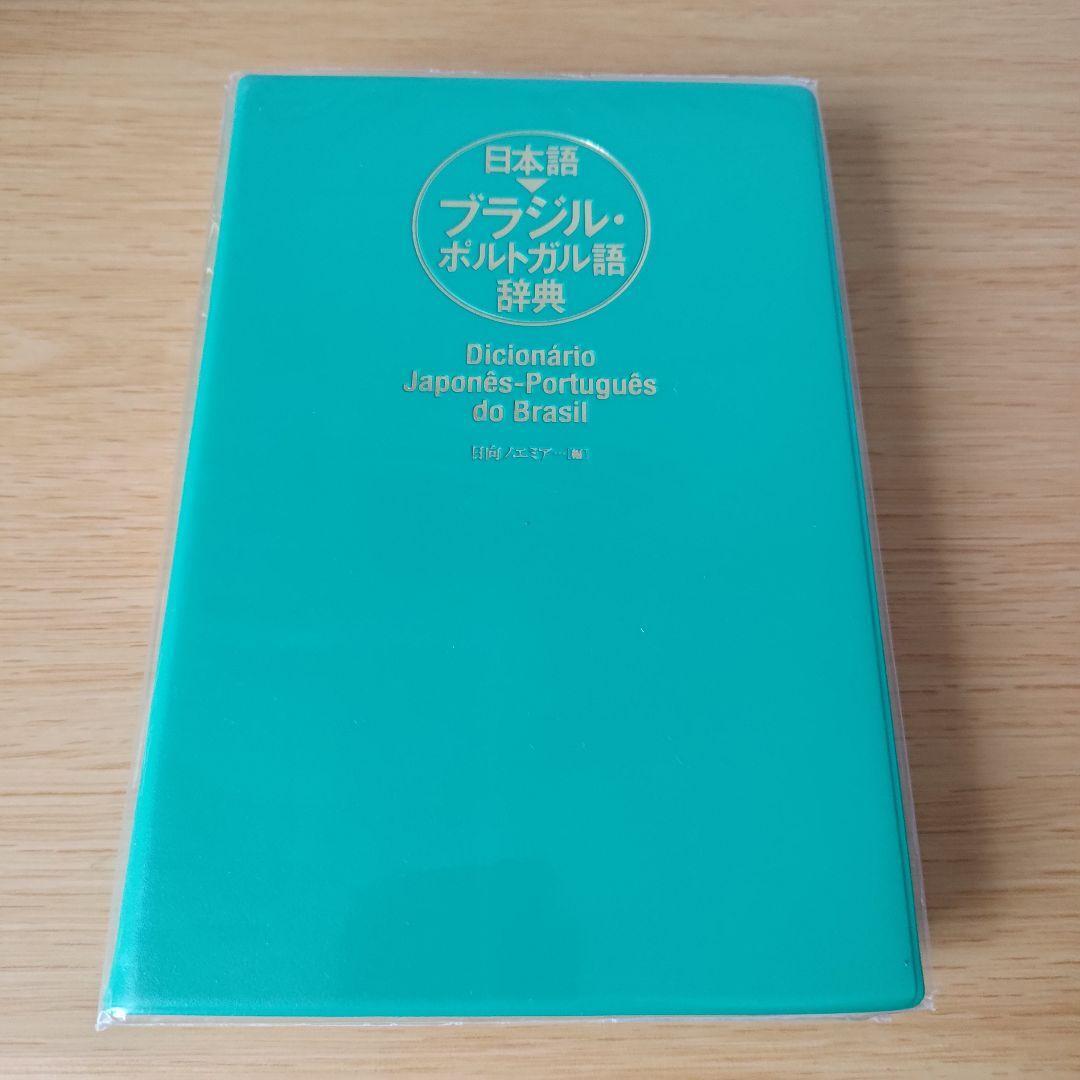 日本語
ブラジル・
ポルトガル語
辞典
Dicionário
Japonês-Português
do Brasil
日向ノエミア